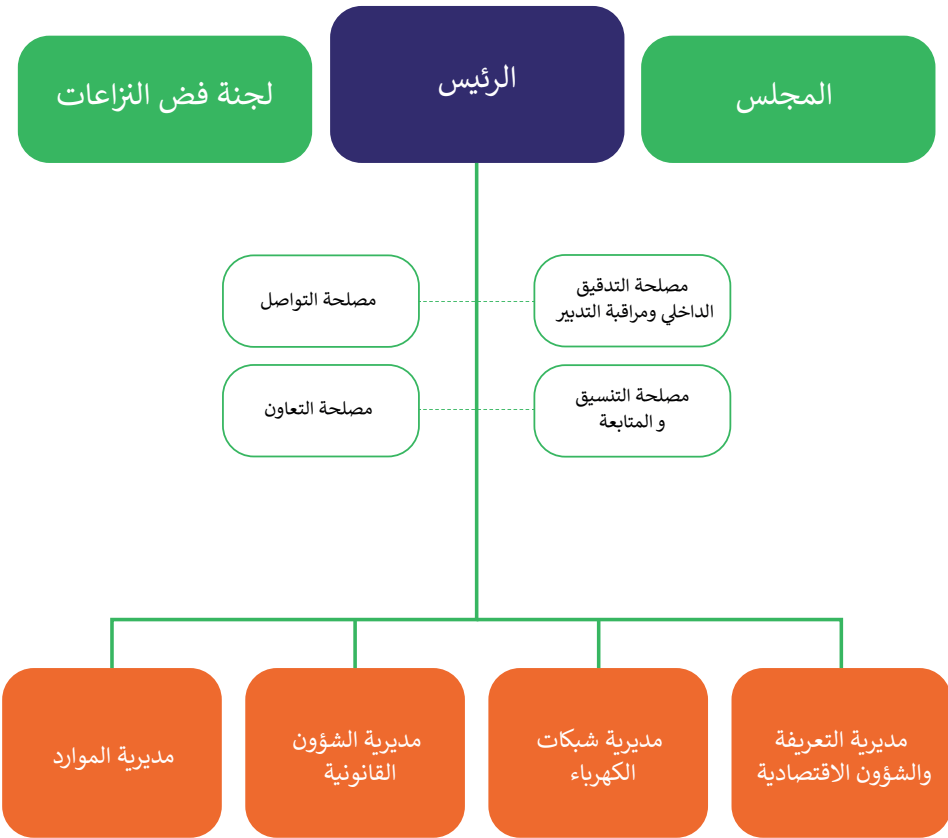 المجلس
الرئيس
لجنة فض النزاعات
مصلحة التدقيق
الداخلي ومراقبة التدبير
مصلحة التواصل
مصلحة التنسيق
و المتابعة
مصلحة التعاون
مديرية التعريفة
والشؤون الاقتصادية
مديرية شبكات
الكهرباء
مديرية الشؤون
القانونية
مديرية الموارد